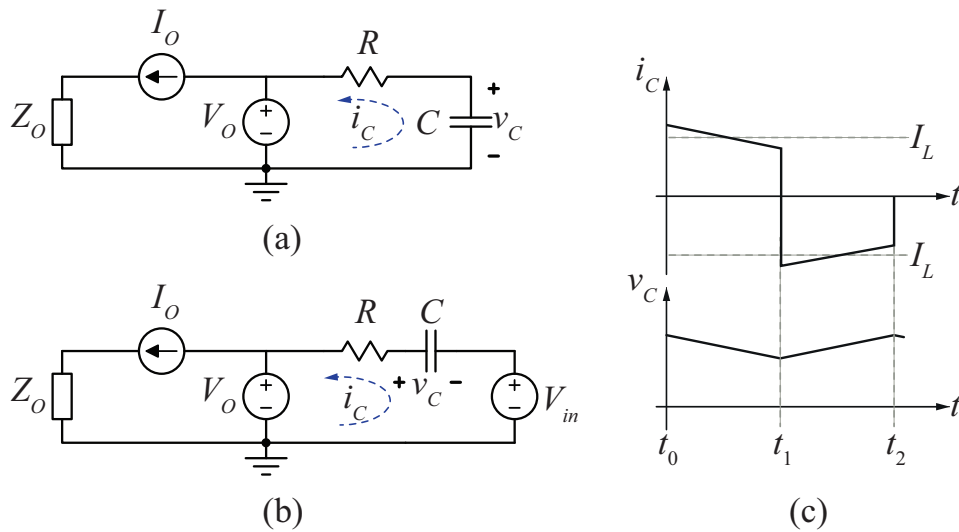 I_O
R
Z_O
V_O
i_C
C
+
v_C
−
(a)
I_O
R
C
Z_O
V_O
i_C
+ v_C −
V_in
(b)
i_C
I_L
t
I_L
v_C
t
t_0 t_1 t_2
(c)